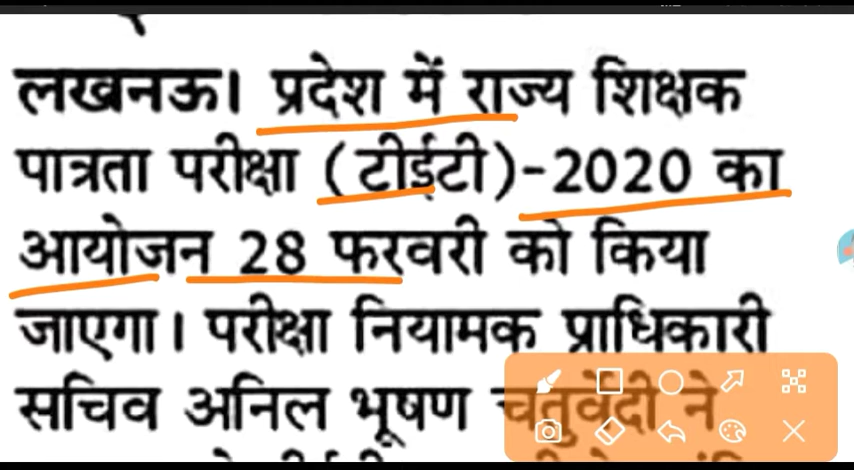 लखनऊ। प्रदेश में राज्य शिक्षक
पात्रता परीक्षा (टीईटी)-2020 का
आयोजन 28 फरवरी को किया
जाएगा। परीक्षा नियामक प्राधिकारी
सचिव अनिल भूषण चतुर्वेदी ने